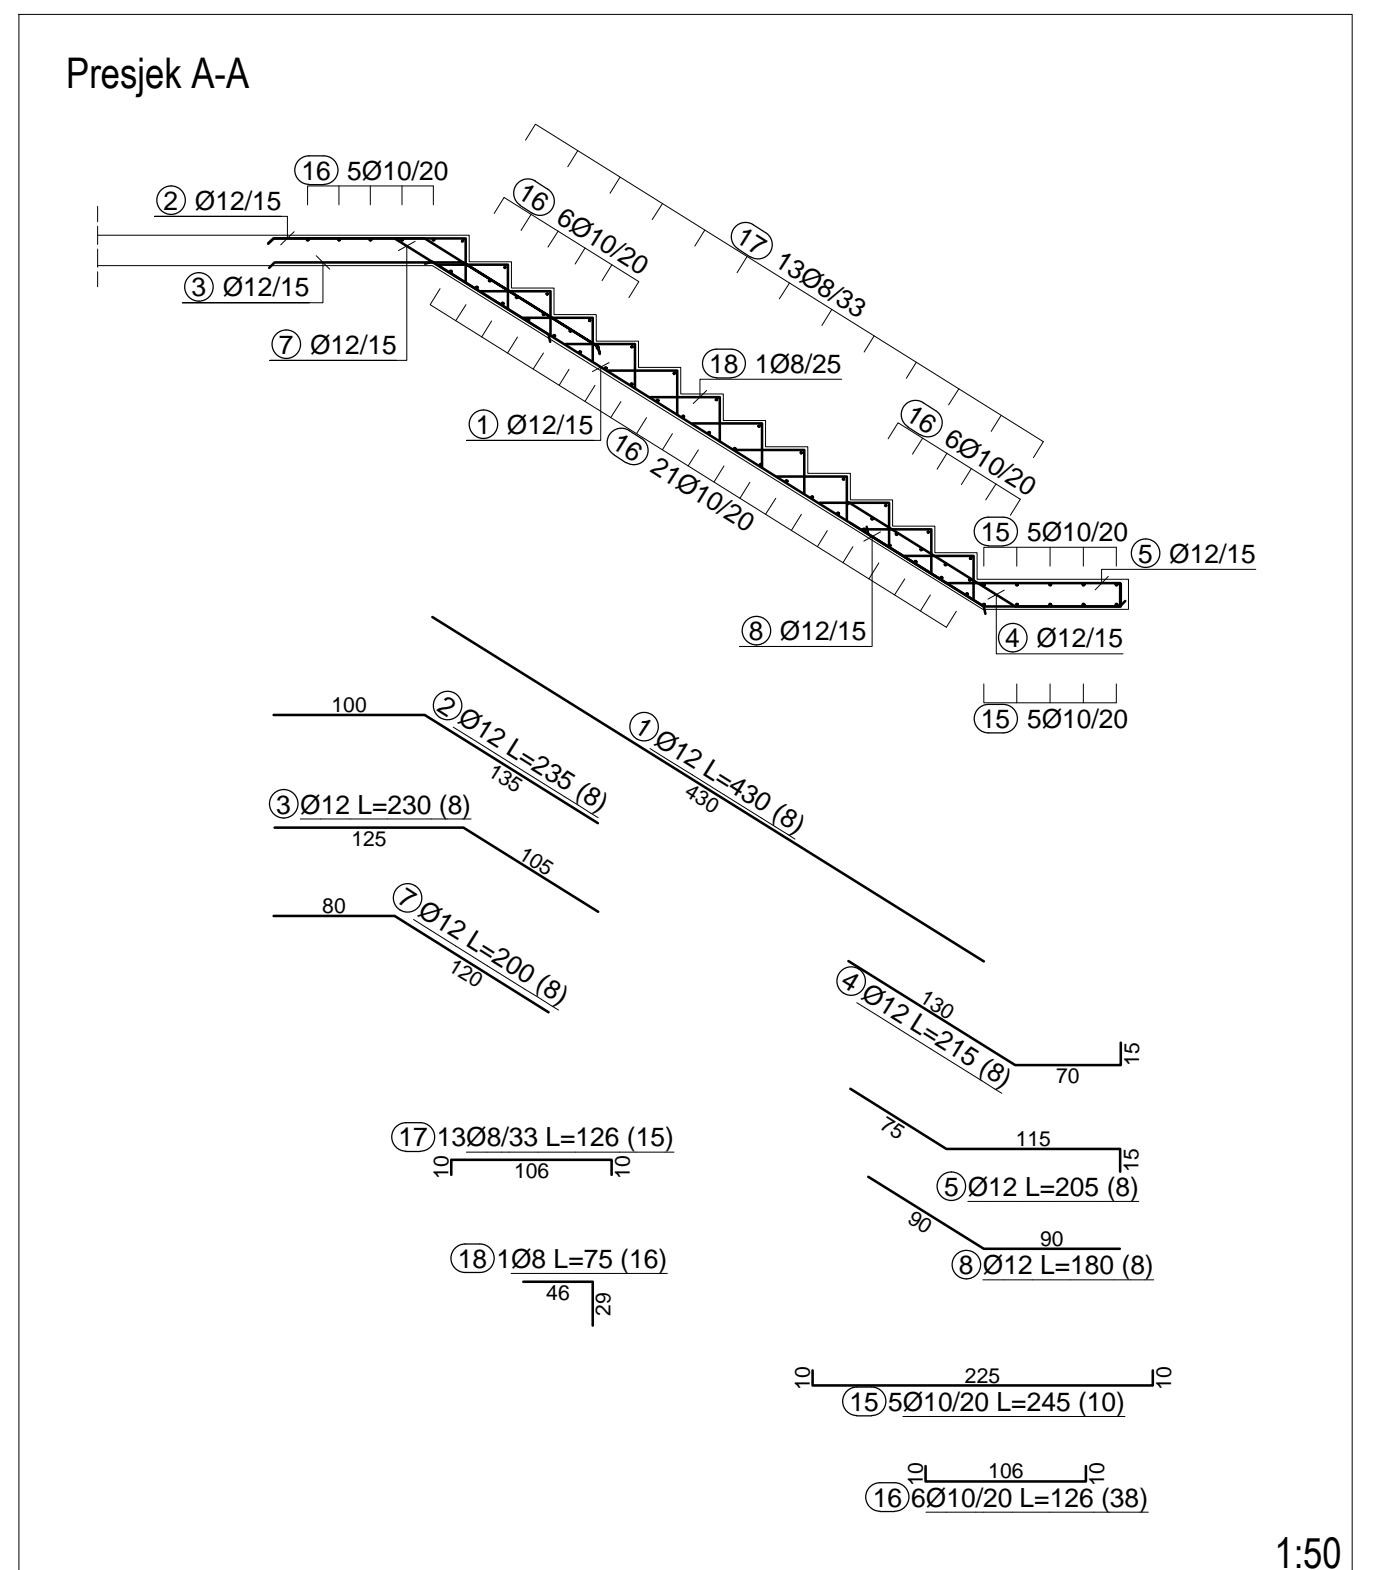 Presjek A-A
16 5Ø10/20
2 Ø12/15
16 6Ø10/20
17 13Ø8/33
3 Ø12/15
7 Ø12/15
18 1Ø8/25
1 Ø12/15
16 21Ø10/20
16 6Ø10/20
15 5Ø10/20
5 Ø12/15
8 Ø12/15
4 Ø12/15
15 5Ø10/20
100
2 Ø12 L=235 (8)
135
1 Ø12 L=430 (8)
430
3 Ø12 L=230 (8)
125
105
80
7 Ø12 L=200 (8)
120
130
4 Ø12 L=215 (8)
70
15
75
115
15
5 Ø12 L=205 (8)
17 13Ø8/33 L=126 (15)
10
106
10
90
90
8 Ø12 L=180 (8)
18 1Ø8 L=75 (16)
46
29
10
225
10
15 5Ø10/20 L=245 (10)
10
106
10
16 6Ø10/20 L=126 (38)
1:50